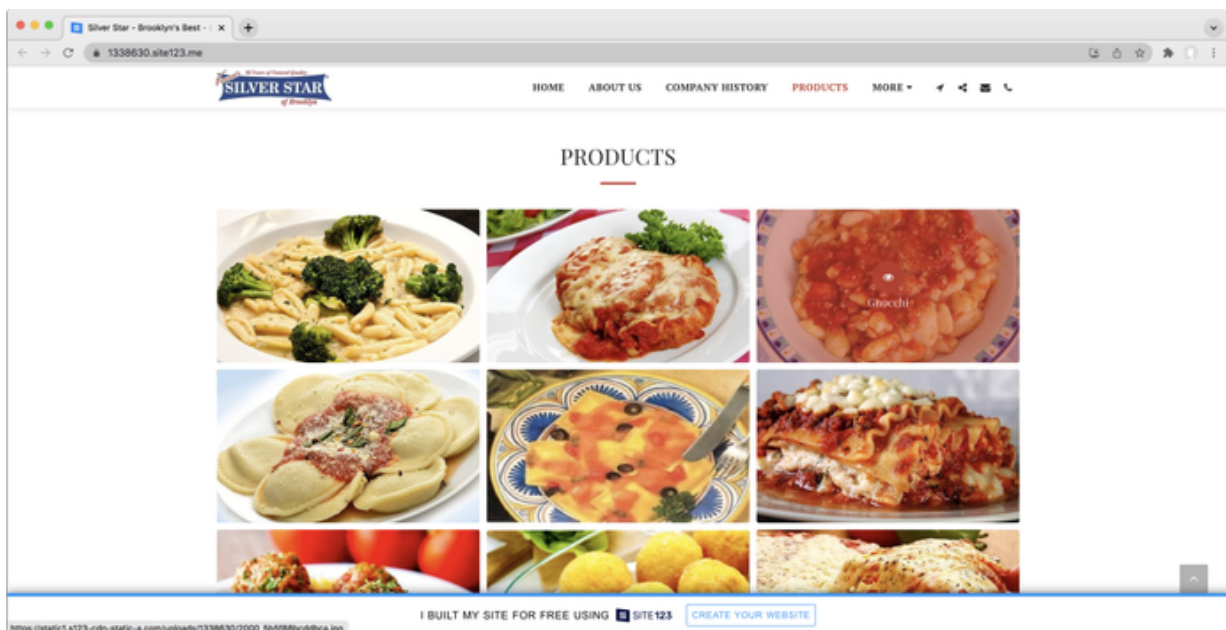 Silver Star - Brooklyn's Best -
1338630.site123.me
SILVER STAR
of Brooklyn
HOME
ABOUT US
COMPANY HISTORY
PRODUCTS
MORE
PRODUCTS
Gnocchi
I BUILT MY SITE FOR FREE USING SITE123
CREATE YOUR WEBSITE